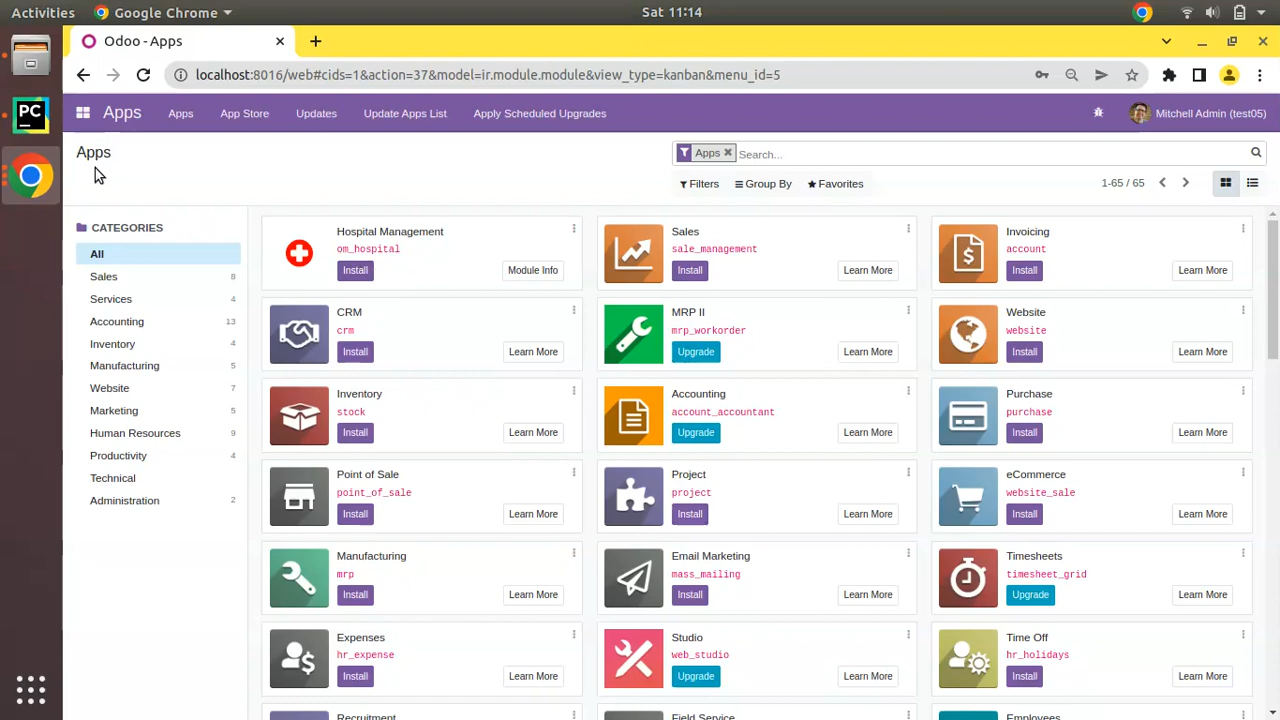 Activities Google Chrome Sat 11:14
Odoo - Apps
localhost:8016/web#cids=1&action=37&model=ir.module.module&view_type=kanban&menu_id=5
Apps Apps App Store Updates Update Apps List Apply Scheduled Upgrades Mitchell Admin (test05)
Apps
Apps Search...
Filters Group By Favorites 1-65 / 65
CATEGORIES
All
Sales 8
Services 4
Accounting 13
Inventory 4
Manufacturing 5
Website 7
Marketing 5
Human Resources 9
Productivity 4
Technical
Administration 2
Hospital Management
om_hospital
Install Module Info
Sales
sale_management
Install Learn More
Invoicing
account
Install Learn More
CRM
crm
Install Learn More
MRP II
mrp_workorder
Upgrade Learn More
Website
website
Install Learn More
Inventory
stock
Install Learn More
Accounting
account_accountant
Upgrade Learn More
Purchase
purchase
Install Learn More
Point of Sale
point_of_sale
Install Learn More
Project
project
Install Learn More
eCommerce
website_sale
Install Learn More
Manufacturing
mrp
Install Learn More
Email Marketing
mass_mailing
Install Learn More
Timesheets
timesheet_grid
Upgrade Learn More
Expenses
hr_expense
Install Learn More
Studio
web_studio
Upgrade Learn More
Time Off
hr_holidays
Install Learn More
Recruitment
Field Service
Employees
PC